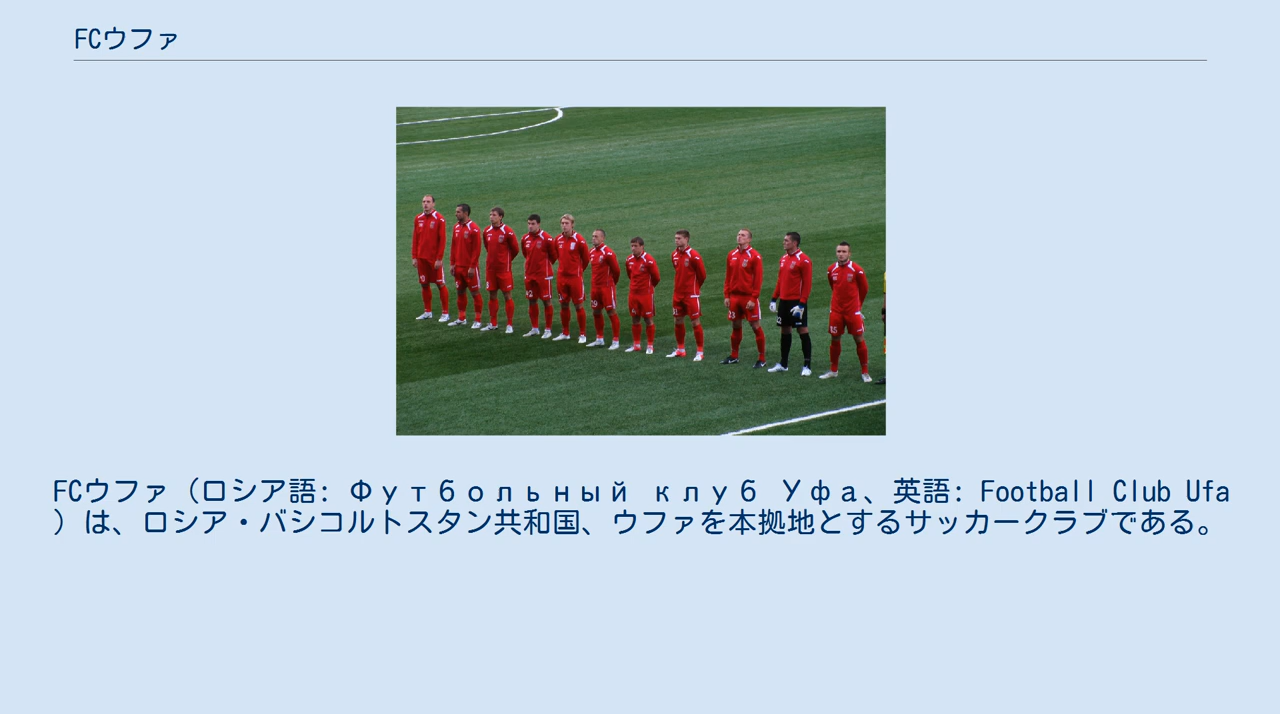 FCウファ
FCウファ（ロシア語: Футбольный клуб Уфа、英語: Football Club Ufa
）は、ロシア・バシコルトスタン共和国、ウファを本拠地とするサッカークラブである。